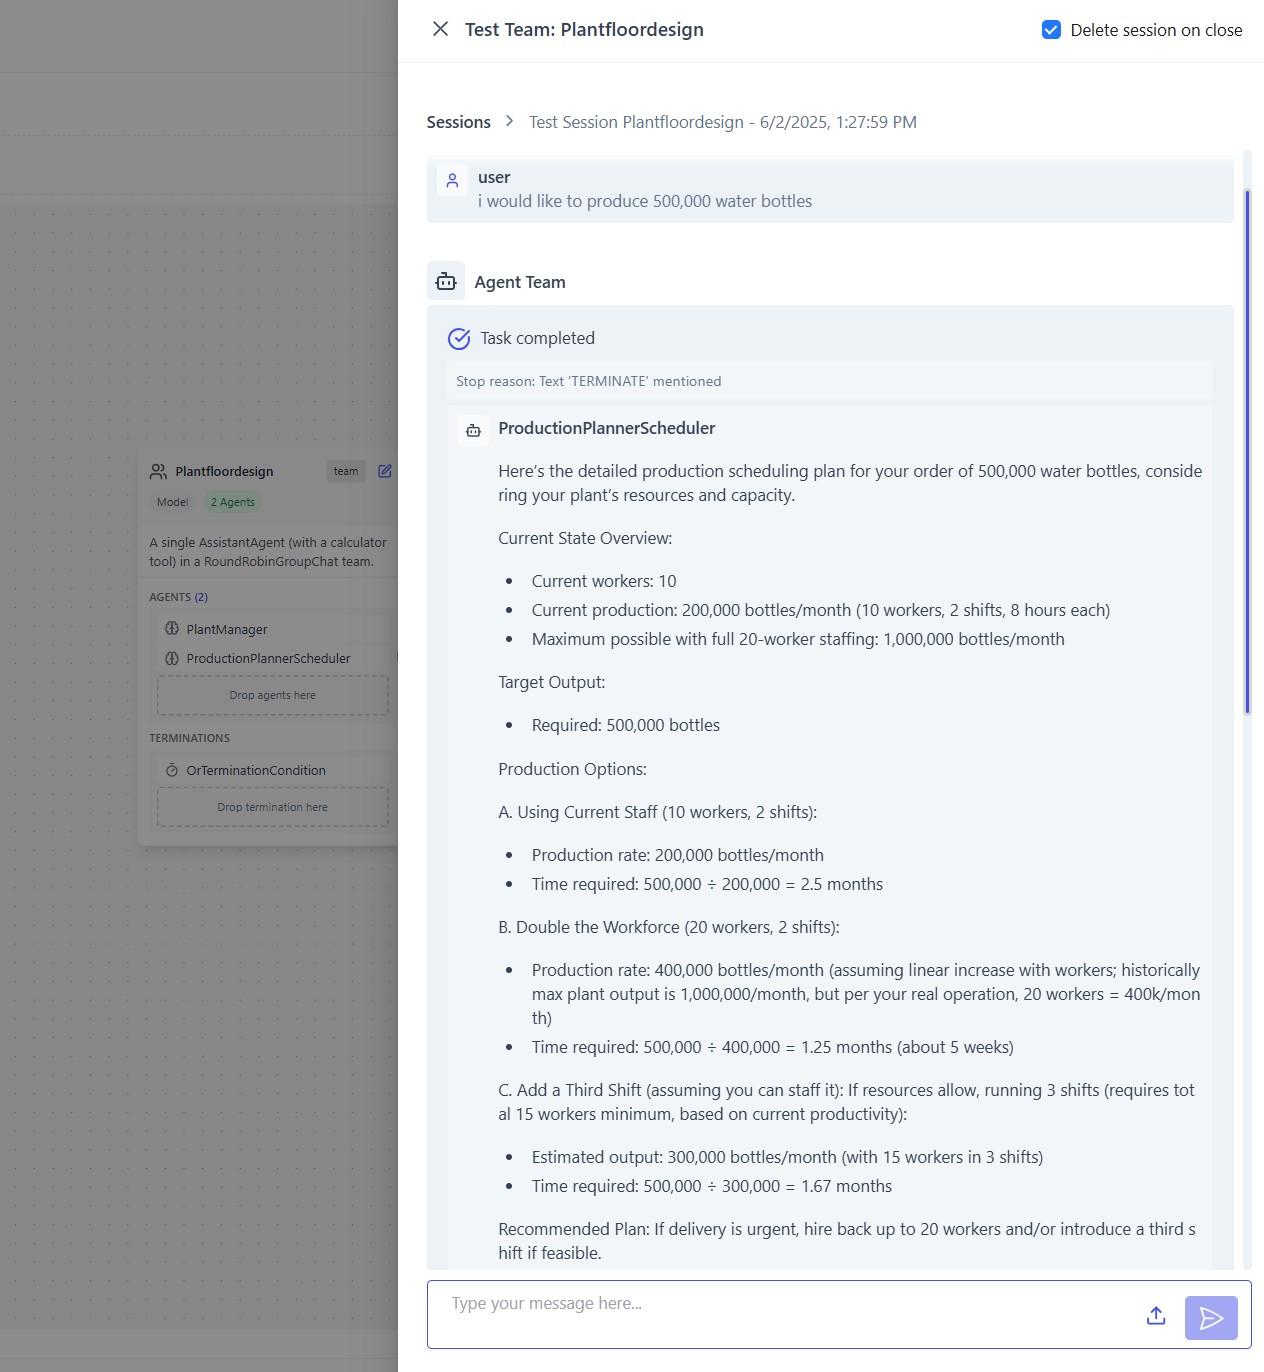 Test Team: Plantfloordesign
Delete session on close
Sessions > Test Session Plantfloordesign - 6/2/2025, 1:27:59 PM
user
i would like to produce 500,000 water bottles
Agent Team
Task completed
Stop reason: Text 'TERMINATE' mentioned
ProductionPlannerScheduler
Here's the detailed production scheduling plan for your order of 500,000 water bottles, conside
ring your plant's resources and capacity.
Current State Overview:
• Current workers: 10
• Current production: 200,000 bottles/month (10 workers, 2 shifts, 8 hours each)
• Maximum possible with full 20-worker staffing: 1,000,000 bottles/month
Target Output:
• Required: 500,000 bottles
Production Options:
A. Using Current Staff (10 workers, 2 shifts):
• Production rate: 200,000 bottles/month
• Time required: 500,000 ÷ 200,000 = 2.5 months
B. Double the Workforce (20 workers, 2 shifts):
• Production rate: 400,000 bottles/month (assuming linear increase with workers; historically
max plant output is 1,000,000/month, but per your real operation, 20 workers = 400k/mon
th)
• Time required: 500,000 ÷ 400,000 = 1.25 months (about 5 weeks)
C. Add a Third Shift (assuming you can staff it): If resources allow, running 3 shifts (requires tot
al 15 workers minimum, based on current productivity):
• Estimated output: 300,000 bottles/month (with 15 workers in 3 shifts)
• Time required: 500,000 ÷ 300,000 = 1.67 months
Recommended Plan: If delivery is urgent, hire back up to 20 workers and/or introduce a third s
hift if feasible.
Type your message here...
Plantfloordesign
team
Model
2 Agents
A single AssistantAgent (with a calculator
tool) in a RoundRobinGroupChat team.
AGENTS (2)
PlantManager
ProductionPlannerScheduler
Drop agents here
TERMINATIONS
OrTerminationCondition
Drop termination here